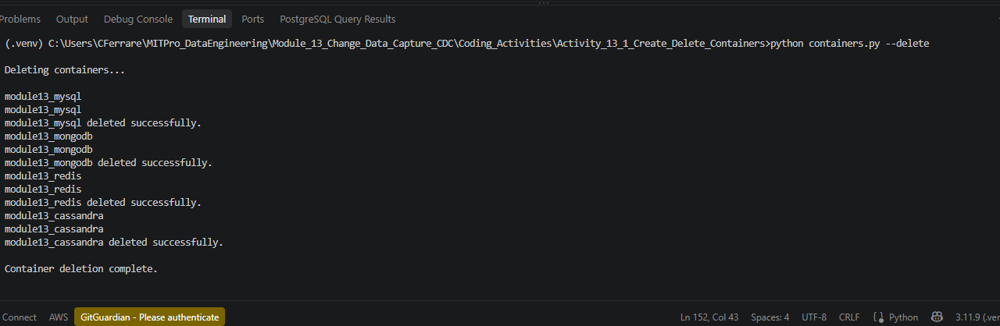 Problems Output Debug Console Terminal Ports PostgreSQL Query Results
(.venv) C:\Users\CFerrare\MITPro_DataEngineering\Module_13_Change_Data_Capture_CDC\Coding_Activities\Activity_13_1_Create_Delete_Containers>python containers.py --delete
Deleting containers...
module13_mysql
module13_mysql
module13_mysql deleted successfully.
module13_mongodb
module13_mongodb
module13_mongodb deleted successfully.
module13_redis
module13_redis
module13_redis deleted successfully.
module13_cassandra
module13_cassandra
module13_cassandra deleted successfully.
Container deletion complete.
Connect AWS GitGuardian - Please authenticate Ln 152, Col 43 Spaces: 4 UTF-8 CRLF { } Python 3.11.9 (.ver